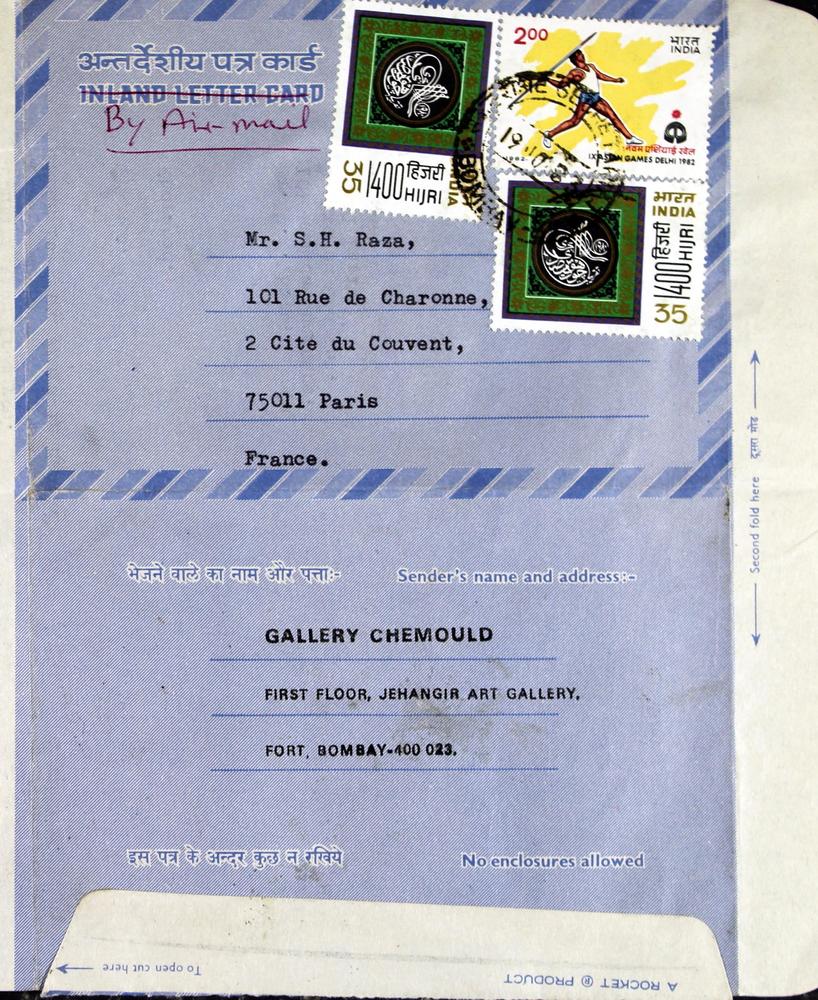 अन्तर्देशीय पत्र कार्ड
INLAND LETTER CARD
By Air-mail
35 1400 हिजरी HIJRI
INDIA
2.00 भारत INDIA
नवम एशियाई खेल
IX ASIAN GAMES DELHI 1982
1982
भारत INDIA
1400 हिजरी HIJRI
35
BOMBAY
19
Mr. S.H. Raza,
101 Rue de Charonne,
2 Cite du Couvent,
75011 Paris
France.
Second fold here दूसरा मोड़
भेजने वाले का नाम और पत्ता:- Sender's name and address:-
GALLERY CHEMOULD
FIRST FLOOR, JEHANGIR ART GALLERY,
FORT, BOMBAY-400 023.
इस पत्र के अन्दर कुछ न रखिये No enclosures allowed
To open cut here
A ROCKET ® PRODUCT